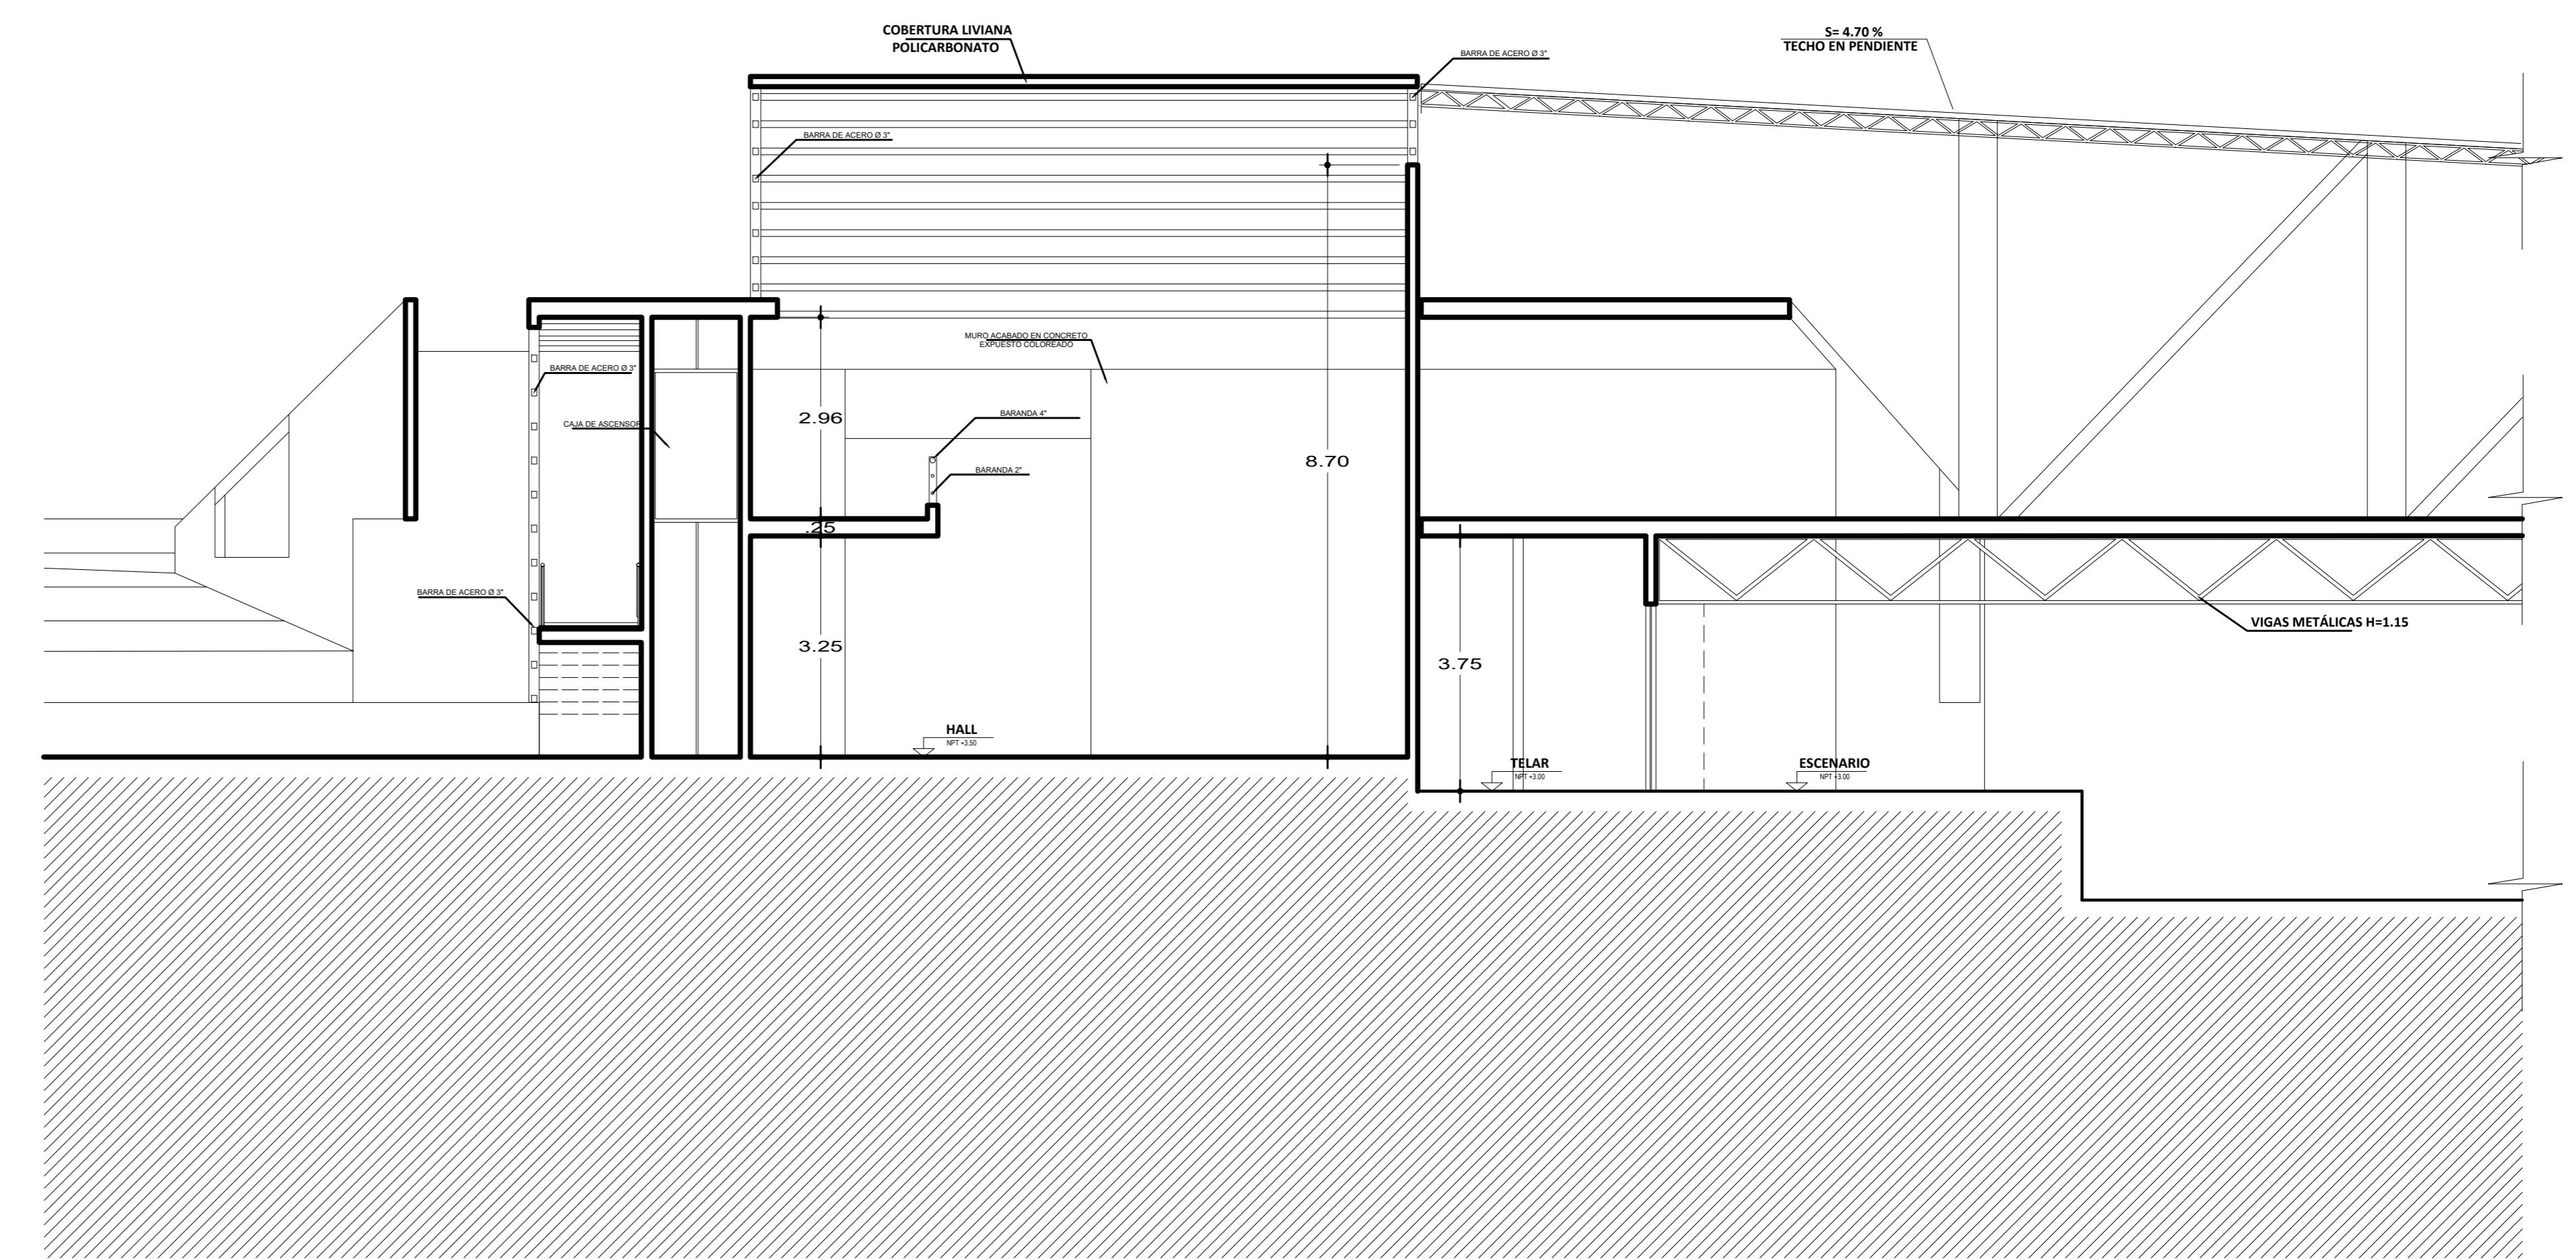 COBERTURA LIVIANA
POLICARBONATO
S= 4.70 %
TECHO EN PENDIENTE
BARRA DE ACERO Ø 3"
BARRA DE ACERO Ø 3"
MURO ACABADO EN CONCRETO
EXPUESTO COLOREADO
BARRA DE ACERO Ø 3"
CAJA DE ASCENSOR
2.96
BARANDA 4"
8.70
BARANDA 2"
.25
BARRA DE ACERO Ø 3"
VIGAS METÁLICAS H=1.15
3.25
3.75
HALL
NPT +3.50
TELAR
NPT +3.00
ESCENARIO
NPT +3.00